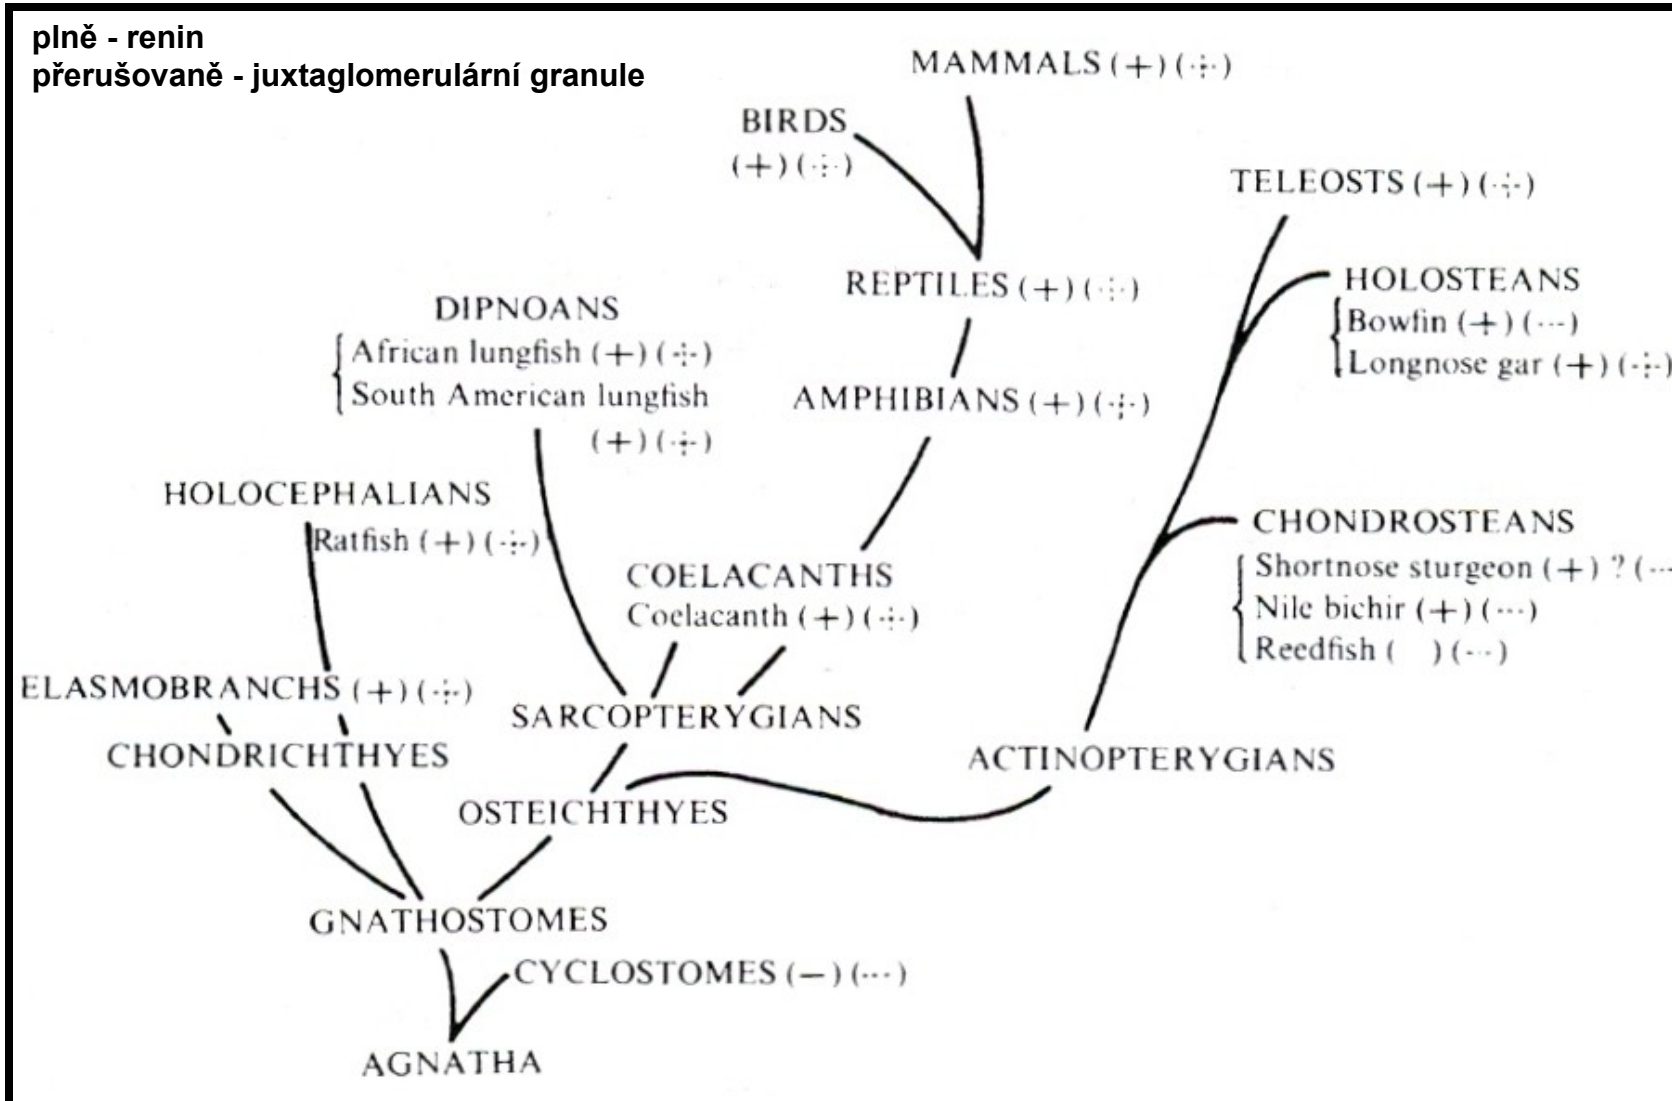 plně - renin
přerušovaně - juxtaglomerulární granule
MAMMALS (+) (·÷·)
BIRDS
(+) (·÷·)
TELEOSTS (+) (·÷·)
REPTILES (+) (·÷·)
HOLOSTEANS
Bowfin (+) (···)
Longnose gar (+) (·÷·)
DIPNOANS
African lungfish (+) (·÷·)
South American lungfish
(+) (·÷·)
AMPHIBIANS (+) (·÷·)
HOLOCEPHALIANS
Ratfish (+) (·÷·)
CHONDROSTEANS
Shortnose sturgeon (+) ? (···
Nile bichir (+) (···)
Reedfish ( ) (···)
COELACANTHS
Coelacanth (+) (·÷·)
ELASMOBRANCHS (+) (·÷·)
SARCOPTERYGIANS
CHONDRICHTHYES
ACTINOPTERYGIANS
OSTEICHTHYES
GNATHOSTOMES
CYCLOSTOMES (−) (···)
AGNATHA